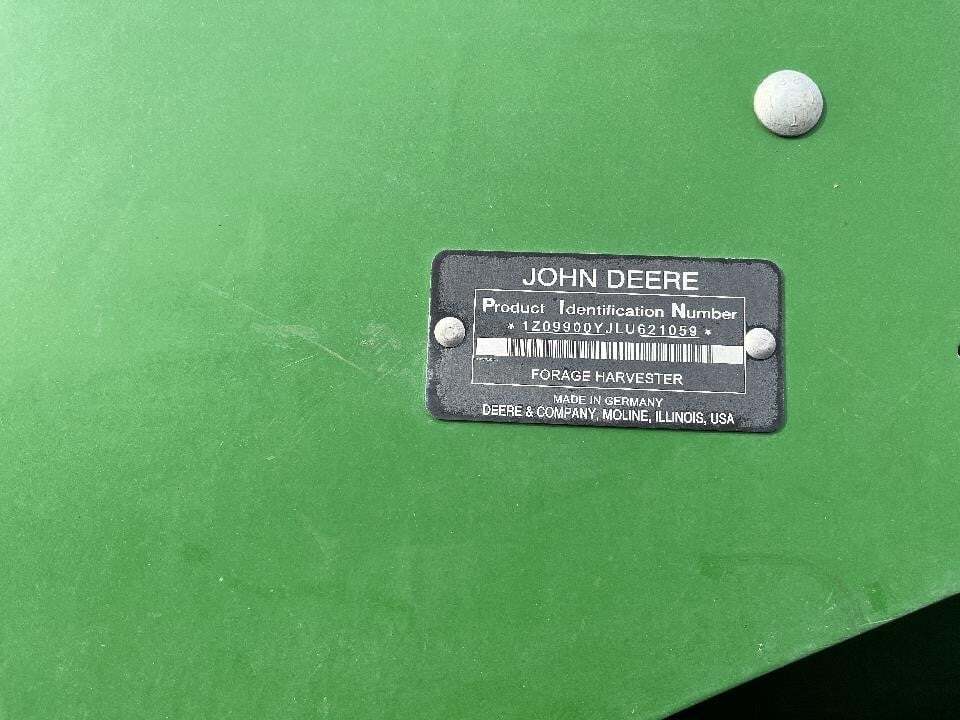 JOHN DEERE
Product Identification Number
* 1Z09900YJLU621059 *
FORAGE HARVESTER
MADE IN GERMANY
DEERE & COMPANY, MOLINE, ILLINOIS, USA